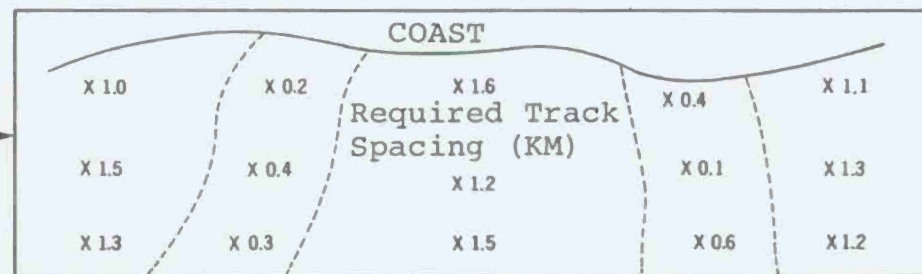 COAST
X 1.0 X 0.2 X 1.6 X 0.4 X 1.1
Required Track
Spacing (KM)
X 1.5 X 0.4 X 1.2 X 0.1 X 1.3
X 1.3 X 0.3 X 1.5 X 0.6 X 1.2